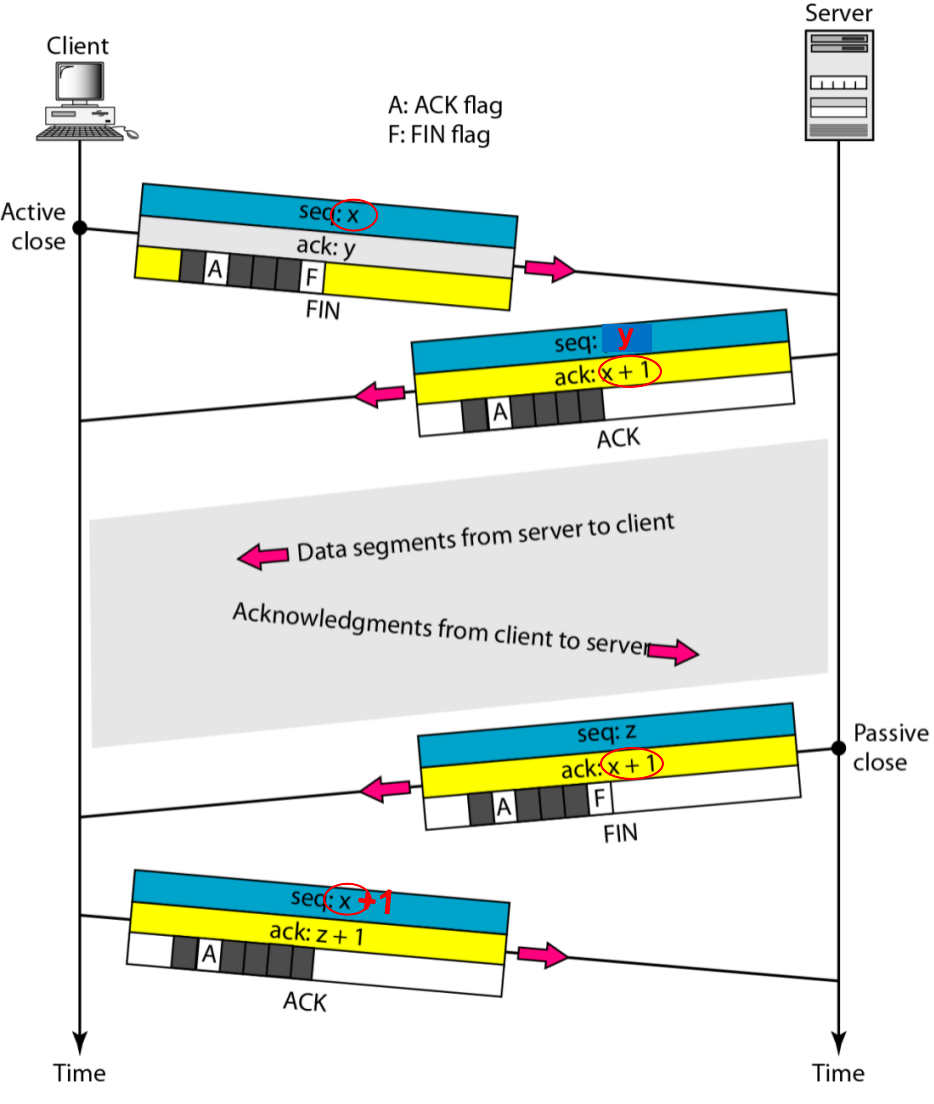 Server
Client
A: ACK flag
F: FIN flag
Active
close
seq: x
ack: y
A F
FIN
seq: y
ack: x + 1
A
ACK
Data segments from server to client
Acknowledgments from client to server
Passive
close
seq: z
ack: x + 1
A F
FIN
seq: x +1
ack: z + 1
A
ACK
Time
Time